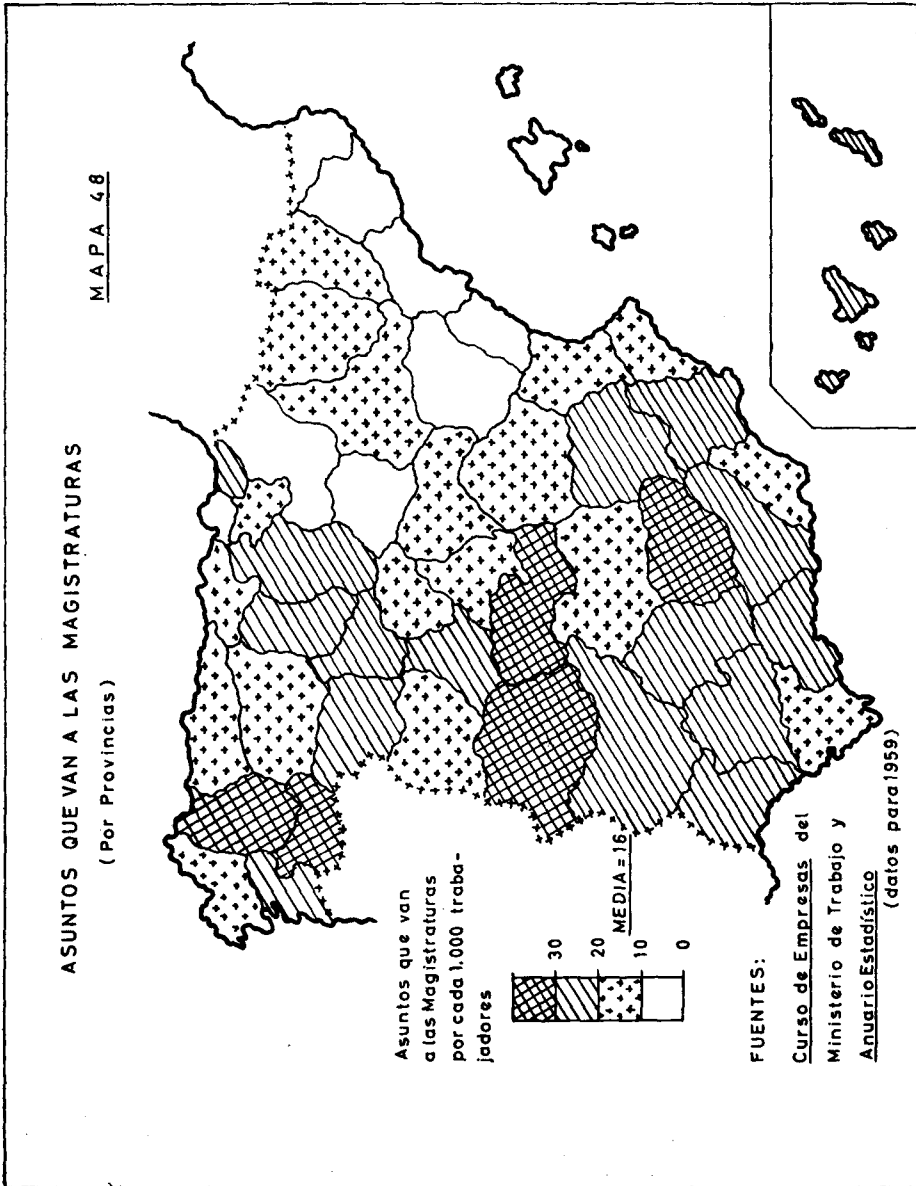 ASUNTOS QUE VAN A LAS MAGISTRATURAS
(Por Provincias)
MAPA 48
Asuntos que van
a las Magistraturas
por cada 1.000 traba-
jadores
30
20
MEDIA=16
10
0
FUENTES:
Curso de Empresas del
Ministerio de Trabajo y
Anuario Estadístico
(datos para 1959)